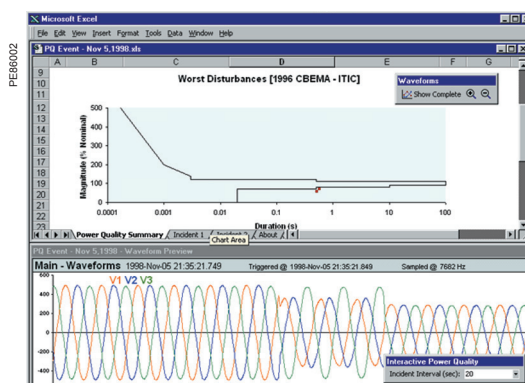 PE86002
Microsoft Excel
File Edit View Insert Format Tools Data Window Help
PQ Event - Nov 5,1998.xls
A B C D E F G
9
10
11
12
13
14
15
16
17
18
19
20
21
22
23
Worst Disturbances [1996 CBEMA - ITIC]
Waveforms
Show Complete
Magnitude (% Nominal)
500
400
300
200
100
0
0.0001 0.001 0.01 0.1 1 10 100
Duration (s)
Power Quality Summary Incident 1 Incident 2 About
Chart Area
PQ Event - Nov 5,1998 - Waveform Preview
Main - Waveforms 1998-Nov-05 21:35:21.749 Triggered @ 1998-Nov-05 21:35:21.849 Sampled @ 7682 Hz
V1 V2 V3
600
400
200
0
-200
-400
Interactive Power Quality
Incident Interval (sec): 20